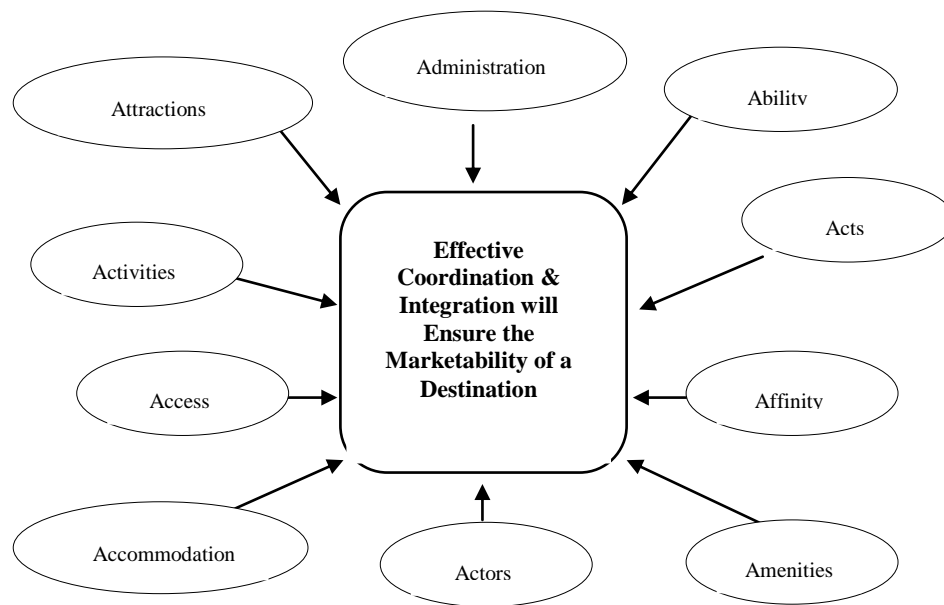 Administration
Attractions
Ability
Acts
Effective
Coordination &
Integration will
Ensure the
Marketability of a
Destination
Activities
Access
Affinity
Accommodation
Actors
Amenities